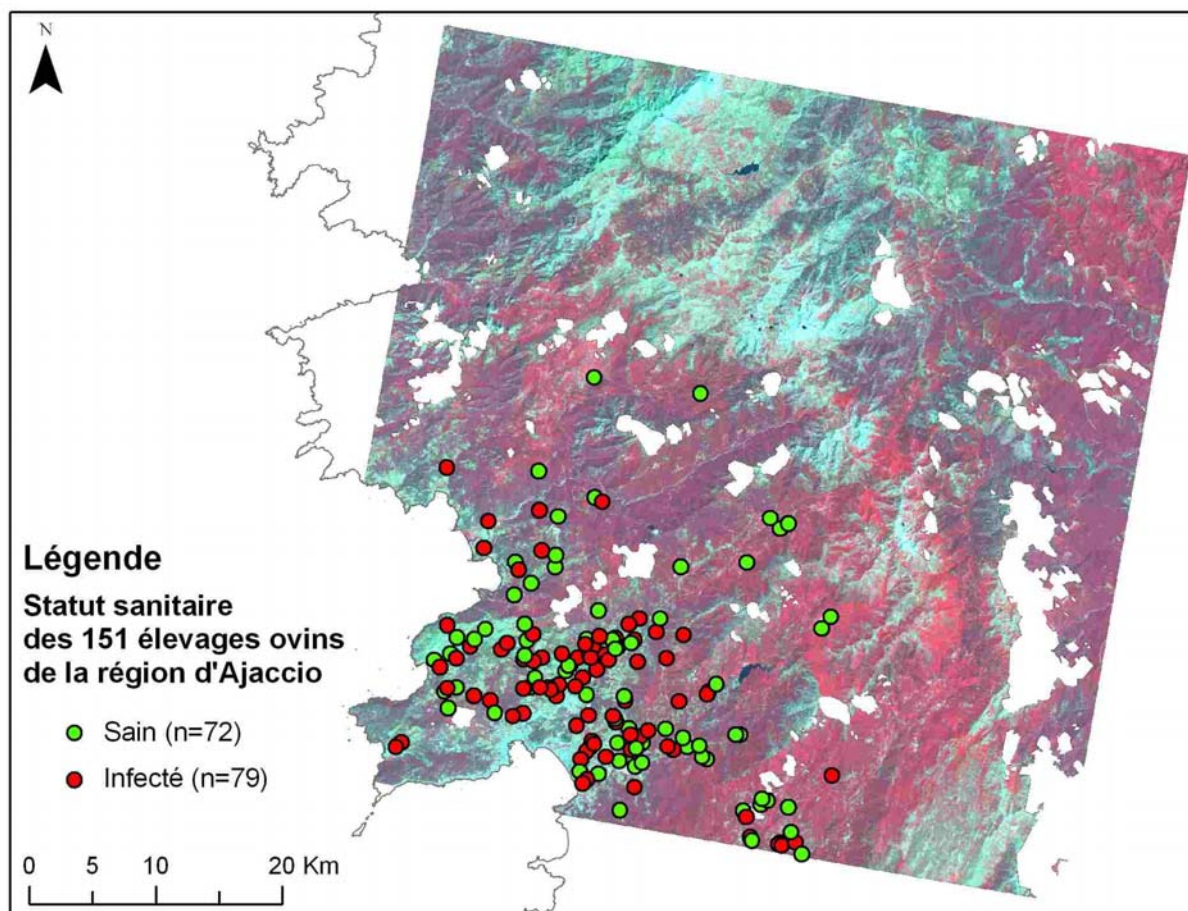 N
Légende
Statut sanitaire
des 151 élevages ovins
de la région d'Ajaccio
Sain (n=72)
Infecté (n=79)
0 5 10 20 Km